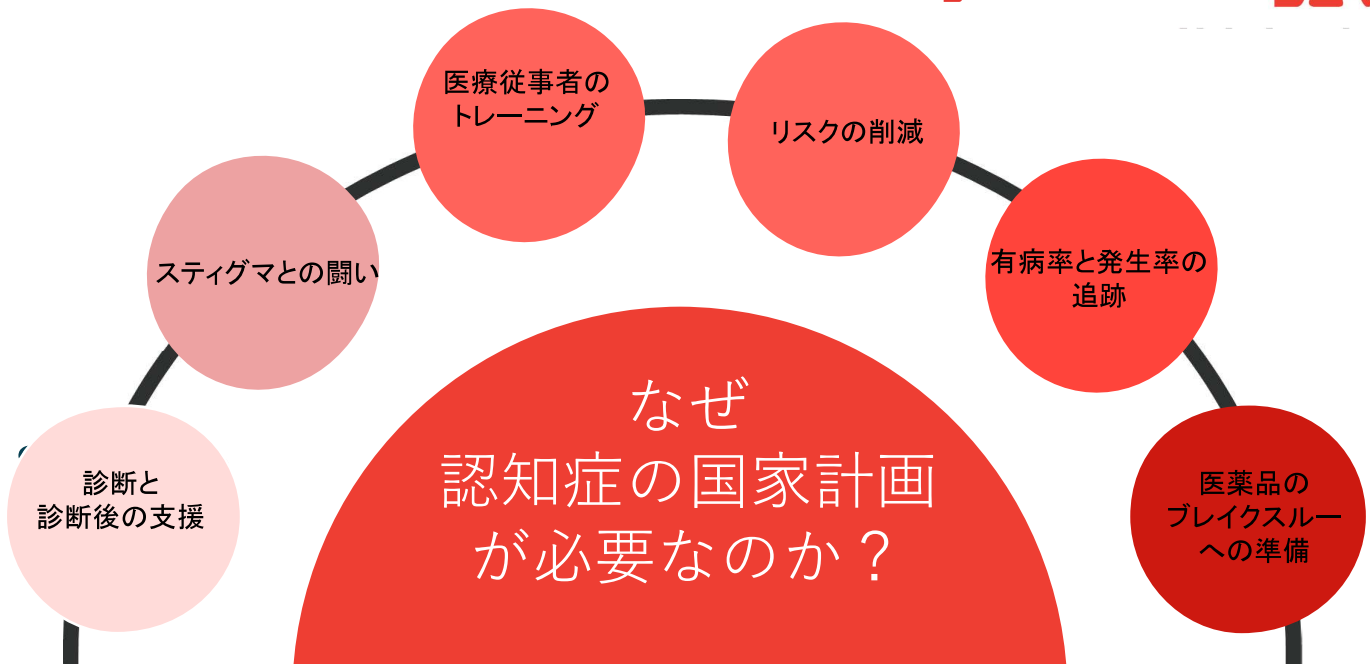 医療従事者の
トレーニング
リスクの削減
スティグマとの闘い
有病率と発生率の
追跡
診断と
診断後の支援
なぜ
認知症の国家計画
が必要なのか？
医薬品の
ブレイクスルー
への準備